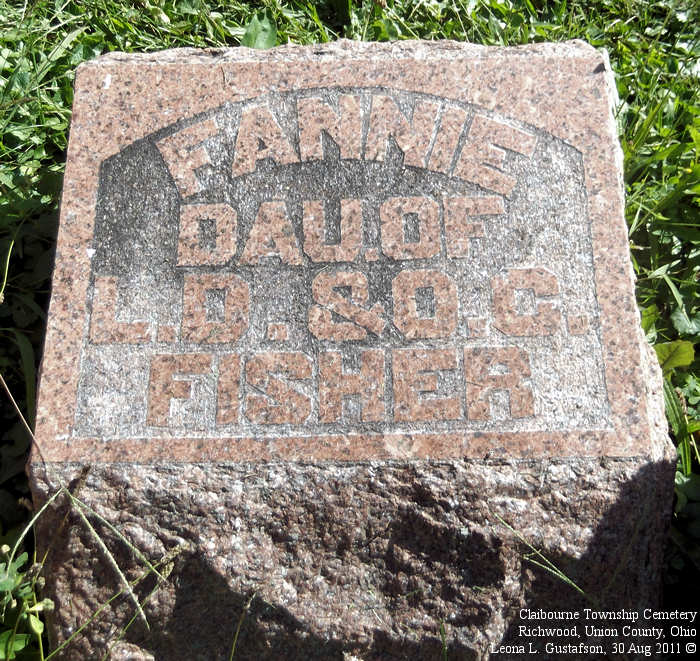 FANNIE
DAU. OF
L.D. & O.C.
FISHER
Claibourne Township Cemetery
Richwood, Union County, Ohio
Leona L. Gustafson, 30 Aug 2011 ©